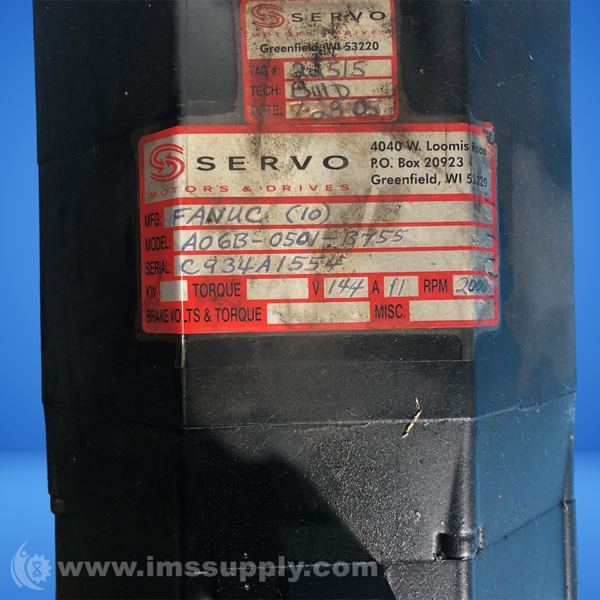 SERVO
MOTORS & DRIVES
Greenfield, WI 53220
TAG #:
TECH: Bill D
DATE:
SERVO
MOTORS & DRIVES
4040 W. Loomis Road
P.O. Box 20923
Greenfield, WI 53220
MFG: FANUC (10)
MODEL: A06B-0501-B755
SERIAL: C934A1554
KW TORQUE V 144 A 11 RPM 2000
BRAKE VOLTS & TORQUE MISC.
www.imssupply.com